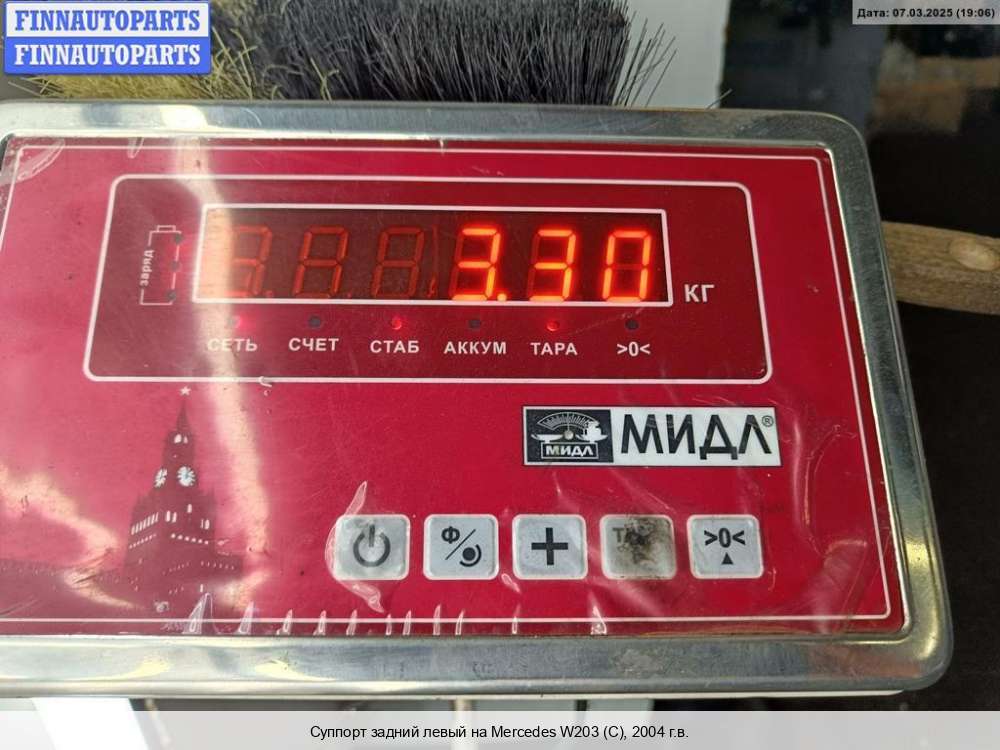 FINNAUTOPARTS
FINNAUTOPARTS
Дата: 07.03.2025 (19:06)
заряд
3.30
КГ
СЕТЬ СЧЕТ СТАБ АККУМ ТАРА >0<
МИДЛ МИДЛ®
Ф >0<
Суппорт задний левый на Mercedes W203 (C), 2004 г.в.